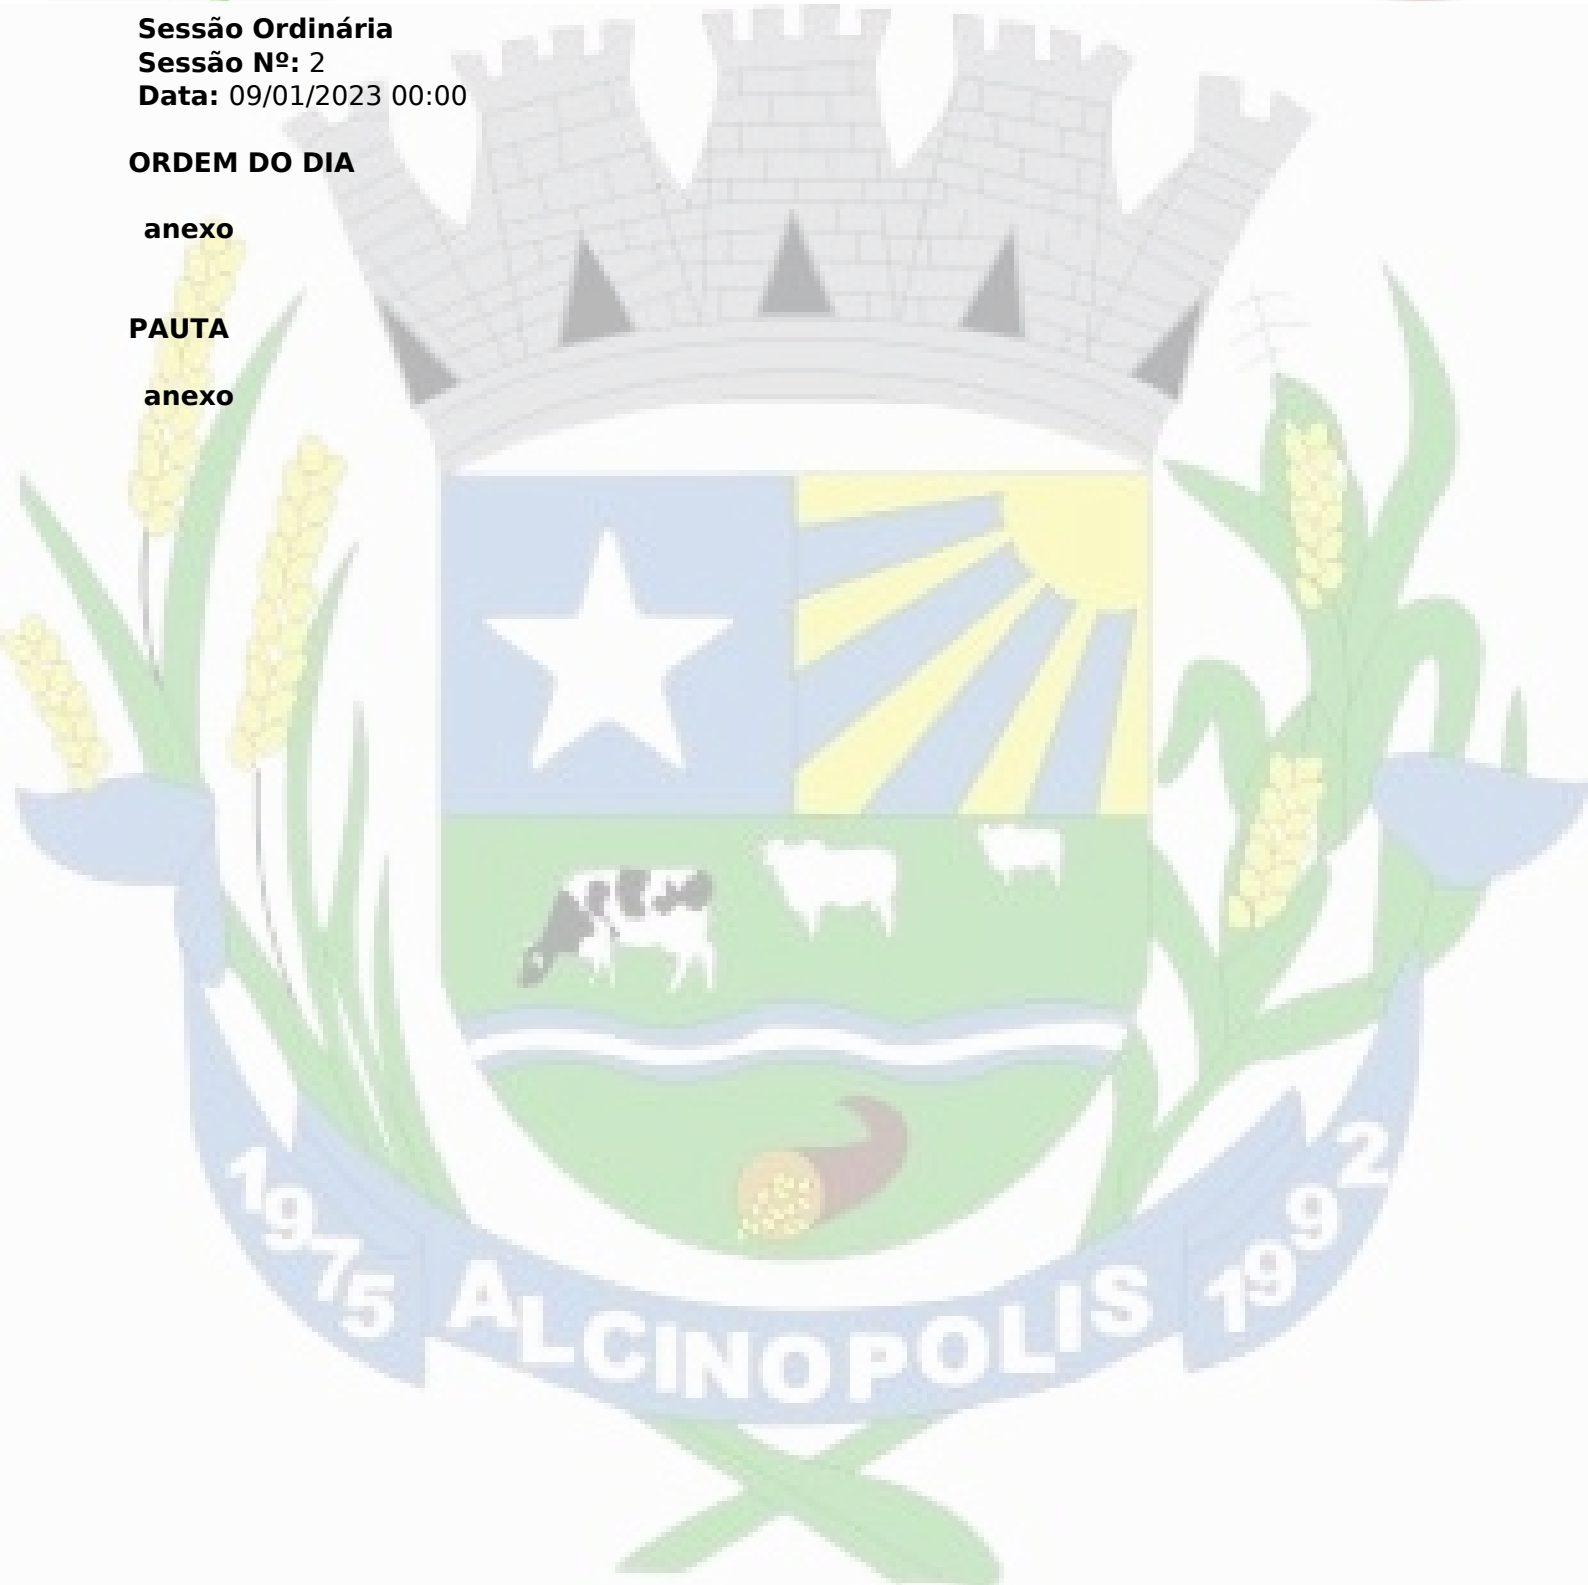 Sessão Ordinária
Sessão Nº: 2
Data: 09/01/2023 00:00
ORDEM DO DIA
anexo
PAUTA
anexo
1975 ALCINOPOLIS 1992